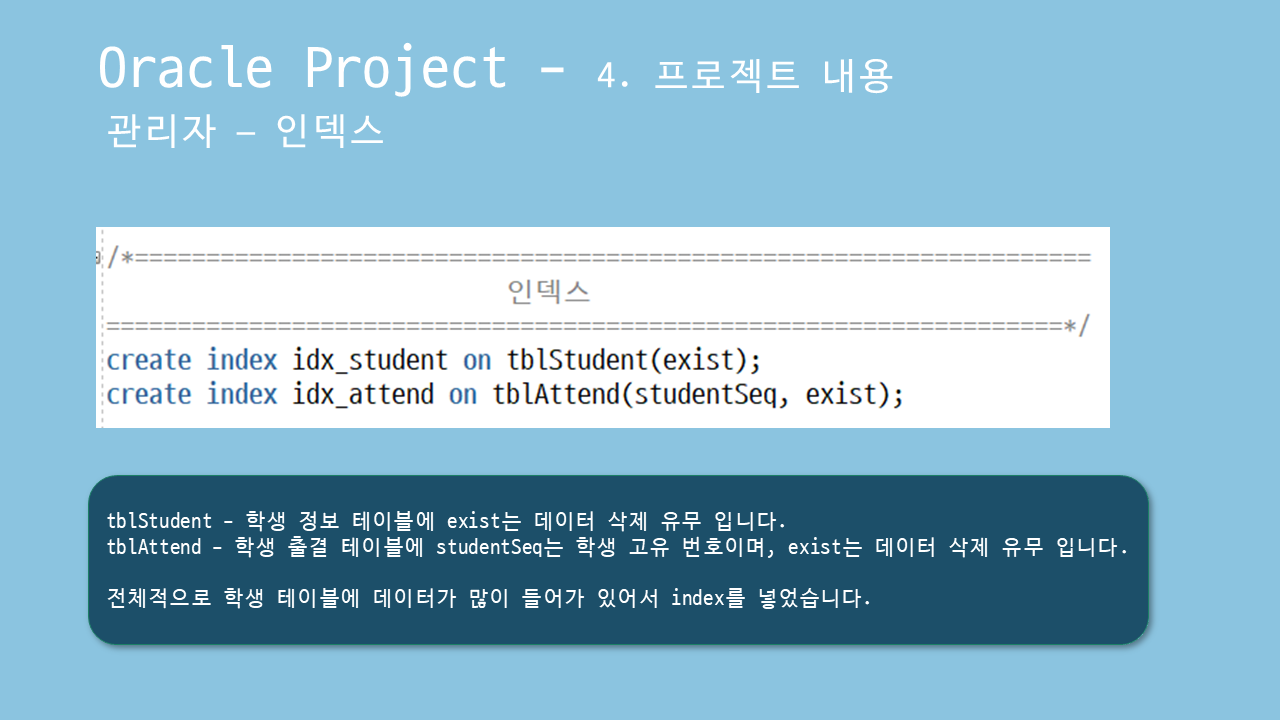 Oracle Project - 4. 프로젝트 내용
관리자 – 인덱스
/*===================================================================
인덱스
===================================================================*/
create index idx_student on tblStudent(exist);
create index idx_attend on tblAttend(studentSeq, exist);
tblStudent – 학생 정보 테이블에 exist는 데이터 삭제 유무 입니다.
tblAttend – 학생 출결 테이블에 studentSeq는 학생 고유 번호이며, exist는 데이터 삭제 유무 입니다.
전체적으로 학생 테이블에 데이터가 많이 들어가 있어서 index를 넣었습니다.